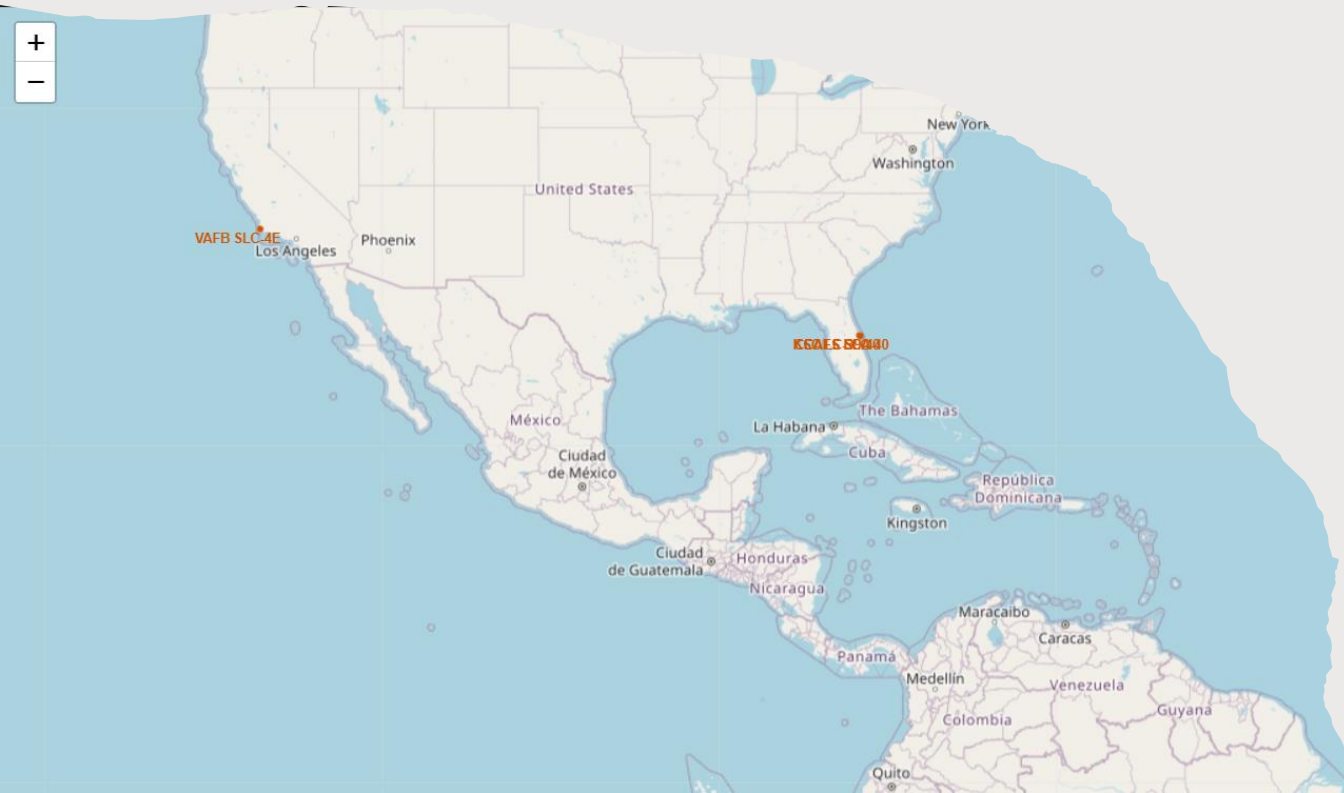 +
−
New York
Washington
United States
VAFB SLC-4E
Los Angeles
Phoenix
México
Ciudad
de México
La Habana
The Bahamas
Cuba
República
Dominicana
Kingston
Ciudad
de Guatemala
Honduras
Nicaragua
Maracaibo
Caracas
Panamá
Medellín
Venezuela
Colombia
Guyana
Quito